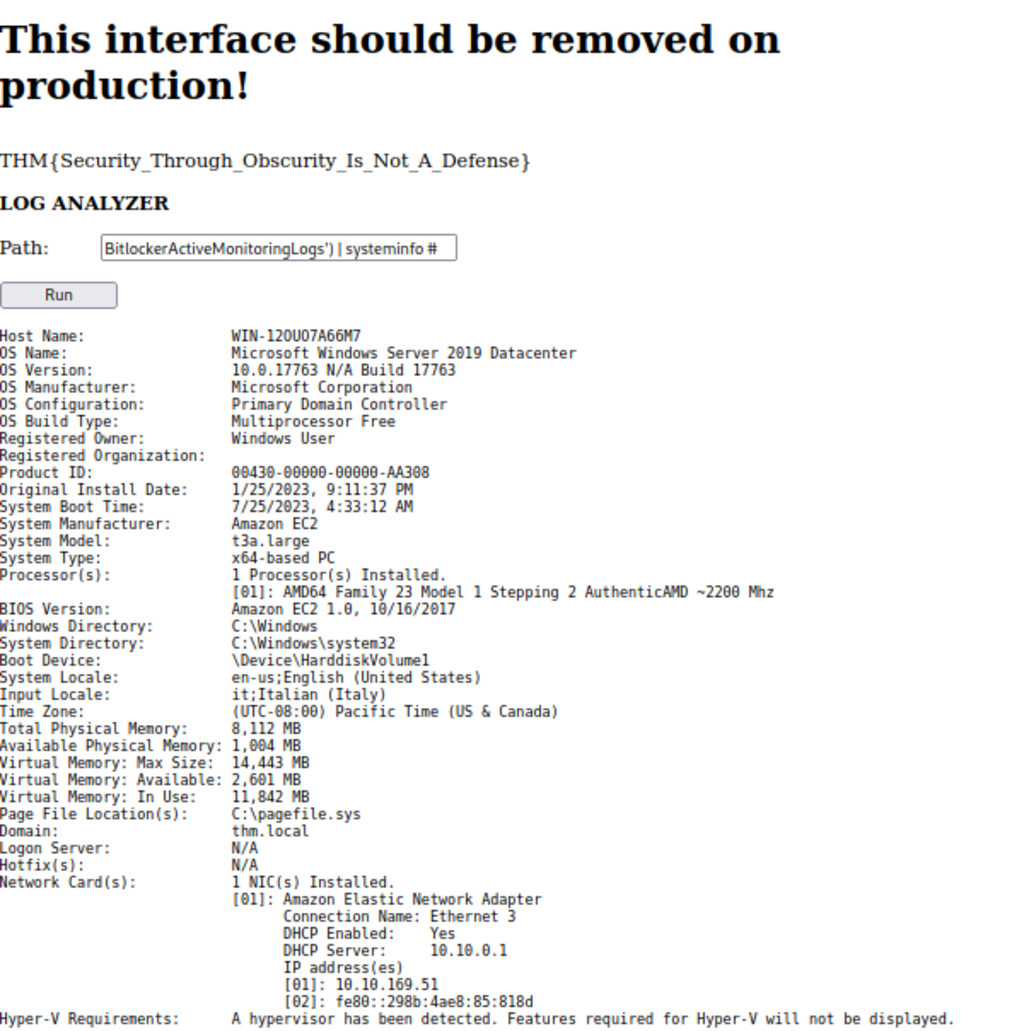 This interface should be removed on
production!
THM{Security_Through_Obscurity_Is_Not_A_Defense}
LOG ANALYZER
Path: BitlockerActiveMonitoringLogs') | systeminfo #
Run
Host Name: WIN-12OUO7A66M7
OS Name: Microsoft Windows Server 2019 Datacenter
OS Version: 10.0.17763 N/A Build 17763
OS Manufacturer: Microsoft Corporation
OS Configuration: Primary Domain Controller
OS Build Type: Multiprocessor Free
Registered Owner: Windows User
Registered Organization:
Product ID: 00430-00000-00000-AA308
Original Install Date: 1/25/2023, 9:11:37 PM
System Boot Time: 7/25/2023, 4:33:12 AM
System Manufacturer: Amazon EC2
System Model: t3a.large
System Type: x64-based PC
Processor(s): 1 Processor(s) Installed.
[01]: AMD64 Family 23 Model 1 Stepping 2 AuthenticAMD ~2200 Mhz
BIOS Version: Amazon EC2 1.0, 10/16/2017
Windows Directory: C:\Windows
System Directory: C:\Windows\system32
Boot Device: \Device\HarddiskVolume1
System Locale: en-us;English (United States)
Input Locale: it;Italian (Italy)
Time Zone: (UTC-08:00) Pacific Time (US & Canada)
Total Physical Memory: 8,112 MB
Available Physical Memory: 1,004 MB
Virtual Memory: Max Size: 14,443 MB
Virtual Memory: Available: 2,601 MB
Virtual Memory: In Use: 11,842 MB
Page File Location(s): C:\pagefile.sys
Domain: thm.local
Logon Server: N/A
Hotfix(s): N/A
Network Card(s): 1 NIC(s) Installed.
[01]: Amazon Elastic Network Adapter
Connection Name: Ethernet 3
DHCP Enabled: Yes
DHCP Server: 10.10.0.1
IP address(es)
[01]: 10.10.169.51
[02]: fe80::298b:4ae8:85:818d
Hyper-V Requirements: A hypervisor has been detected. Features required for Hyper-V will not be displayed.